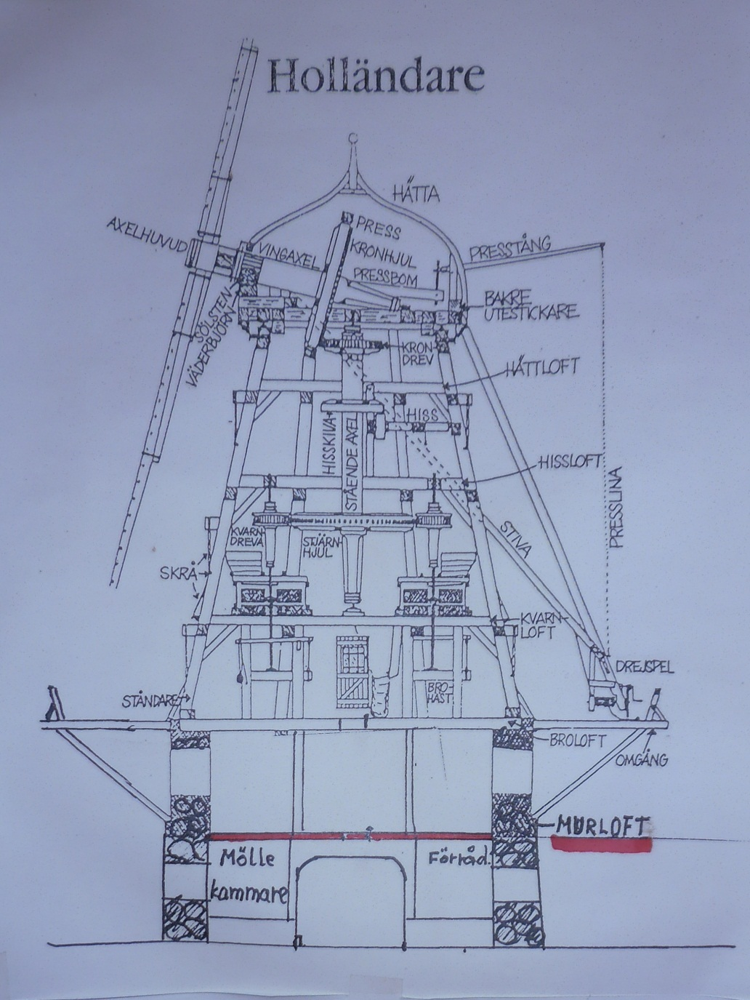 Holländare
HÄTTA
AXELHUVUD
VINGAXEL
PRESS
KRONHJUL
PRESSBOM
PRESSTÅNG
BAKRE
UTESTICKARE
SÖLSTEN
VÄDERBJÖRN
KRON
DREV
HÄTTLOFT
HISS
HISSKIVA
STÅENDE AXEL
HISSLOFT
PRESSLINA
KVARN-
DREVA
STJÄRN-
HJUL
STIVA
SKRÅ
KVARN-
LOFT
DREJSPEL
STÄNDARE
BRO-
HÄST
BROLOFT
OMGÅNG
MURLOFT
Mölle
kammare
Förråd.